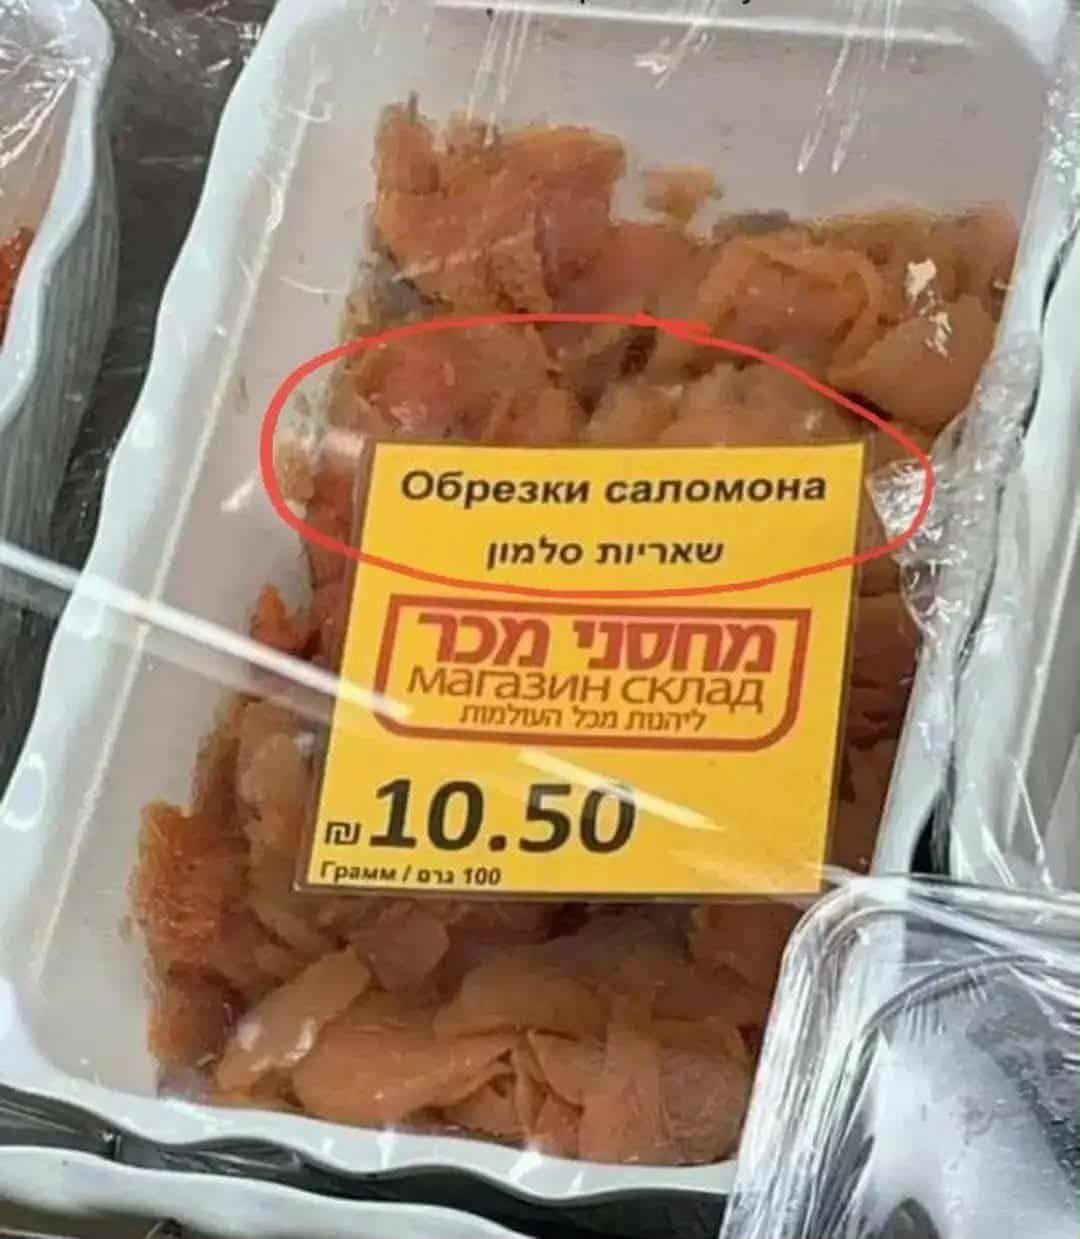 Обрезки саломона
שאריות סלמון
מחסני מכר
магазин склад
ליהנות מכל העולמות
₪10.50
Грамм / גרם 100